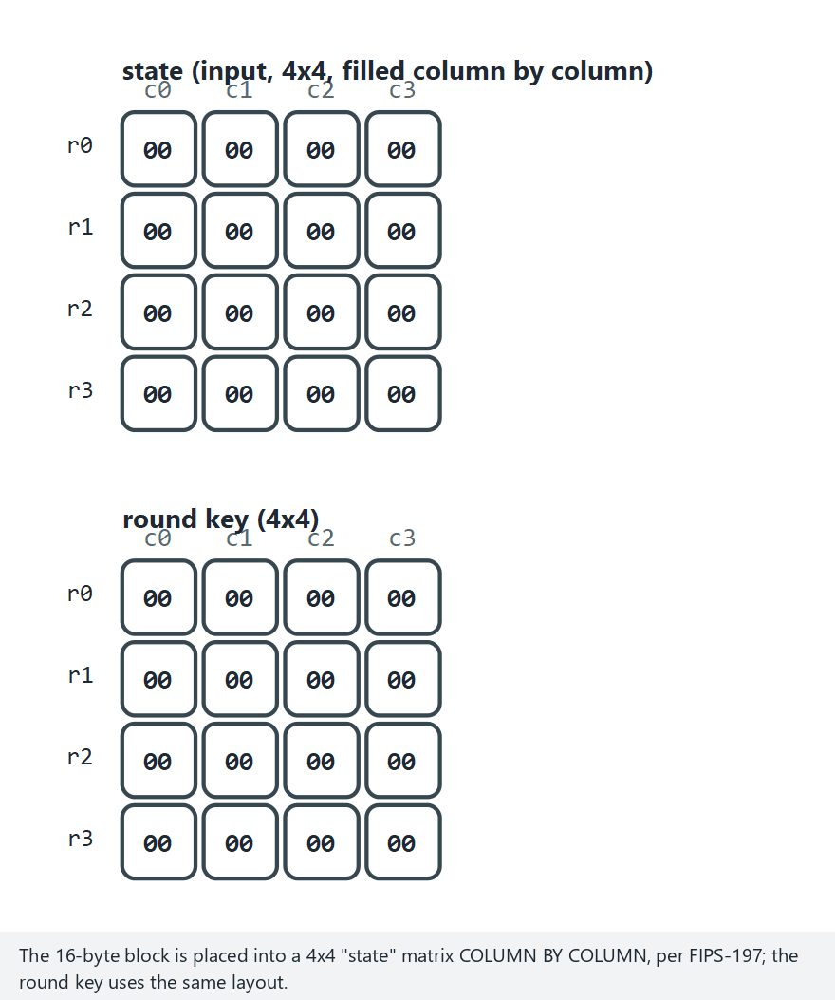 state (input, 4x4, filled column by column)
c0 c1 c2 c3
r0 00 00 00 00
r1 00 00 00 00
r2 00 00 00 00
r3 00 00 00 00
round key (4x4)
c0 c1 c2 c3
r0 00 00 00 00
r1 00 00 00 00
r2 00 00 00 00
r3 00 00 00 00
The 16-byte block is placed into a 4x4 "state" matrix COLUMN BY COLUMN, per FIPS-197; the
round key uses the same layout.